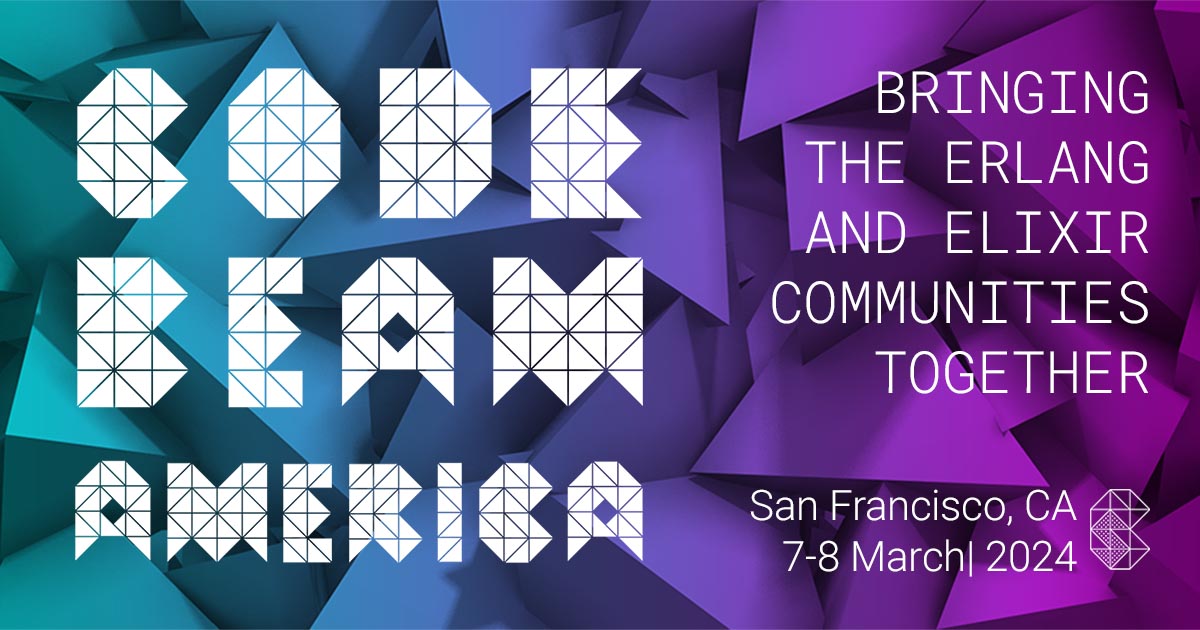 CODE
BEAM
AMERICA
BRINGING
THE ERLANG
AND ELIXIR
COMMUNITIES
TOGETHER
San Francisco, CA
7-8 March| 2024